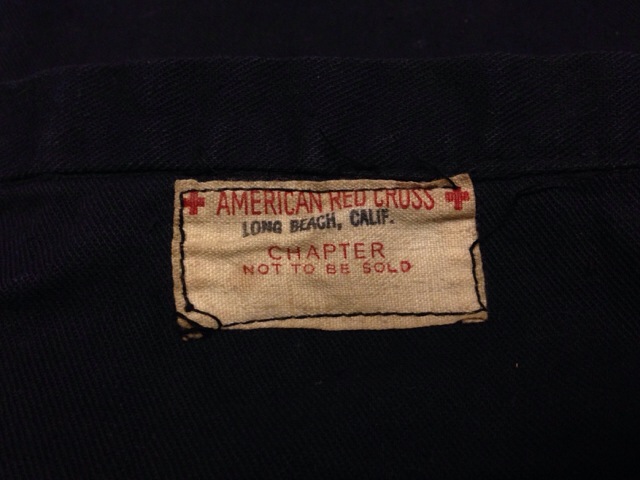 AMERICAN RED CROSS
LONG BEACH, CALIF.
CHAPTER
NOT TO BE SOLD